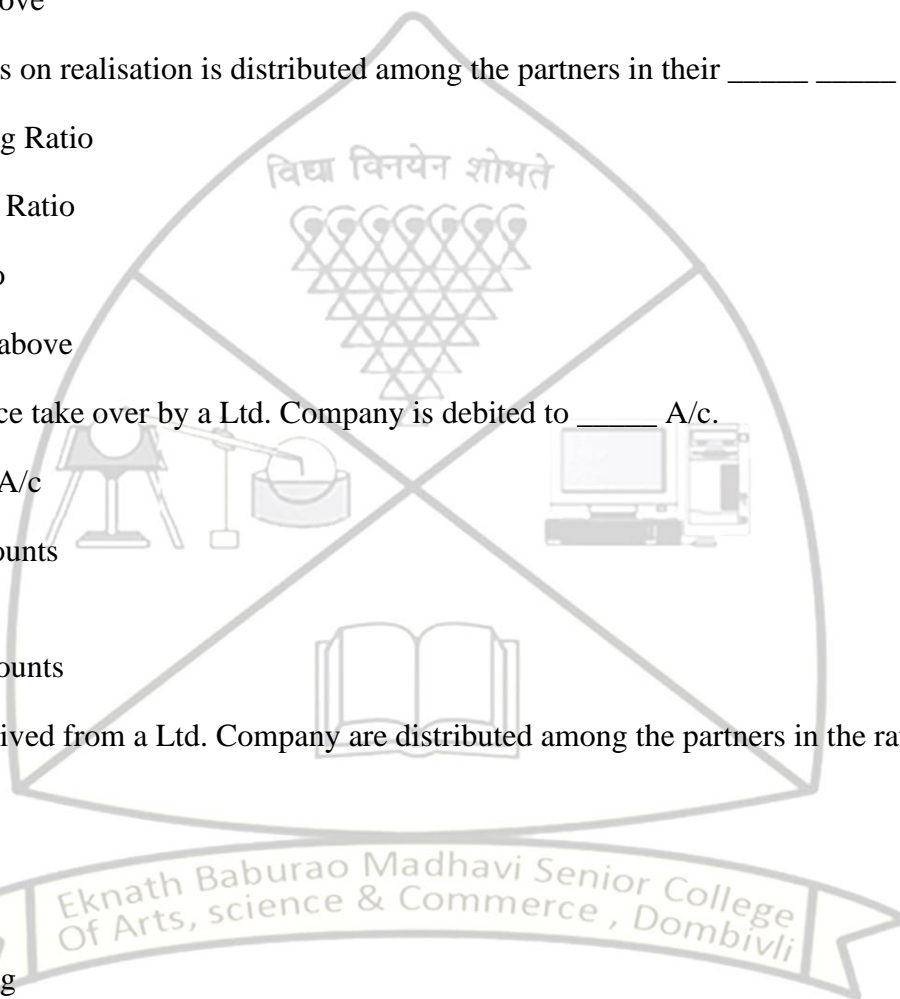 ove
s on realisation is distributed among the partners in their _____ _____
g Ratio
विद्या विनयेन शोभते
Ratio
o
above
ce take over by a Ltd. Company is debited to _____ A/c.
A/c
ounts
ounts
ived from a Ltd. Company are distributed among the partners in the ra
Eknath Baburao Madhavi Senior College
Of Arts, science & Commerce , Dombivli
g